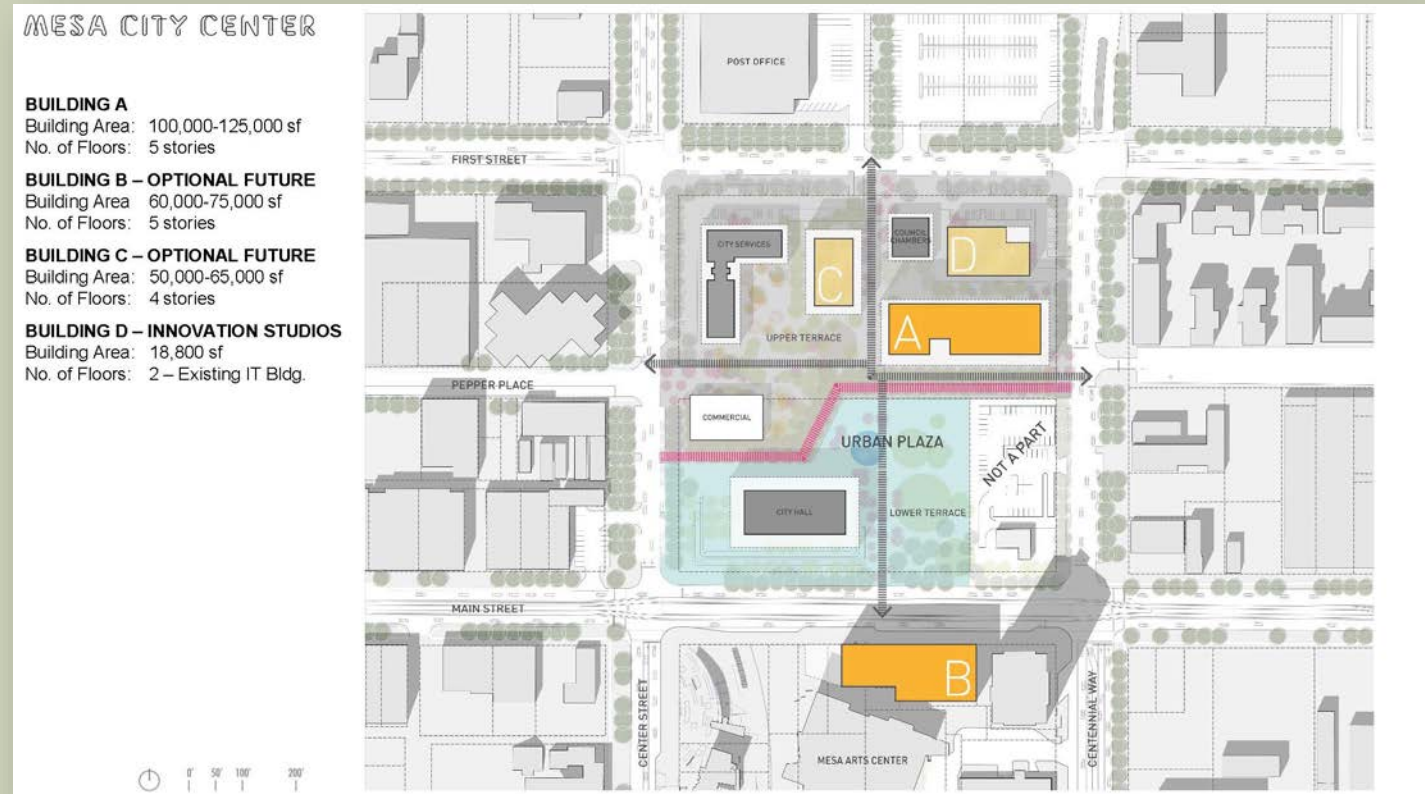 MESA CITY CENTER
BUILDING A
Building Area: 100,000-125,000 sf
No. of Floors: 5 stories
BUILDING B – OPTIONAL FUTURE
Building Area 60,000-75,000 sf
No. of Floors: 5 stories
BUILDING C – OPTIONAL FUTURE
Building Area: 50,000-65,000 sf
No. of Floors: 4 stories
BUILDING D – INNOVATION STUDIOS
Building Area: 18,800 sf
No. of Floors: 2 – Existing IT Bldg.
POST OFFICE
FIRST STREET
CITY SERVICES
COUNCIL
CHAMBERS
C
D
A
UPPER TERRACE
PEPPER PLACE
COMMERCIAL
URBAN PLAZA
NOT A PART
CITY HALL
LOWER TERRACE
MAIN STREET
B
CENTER STREET
CENTENNIAL WAY
MESA ARTS CENTER
0' 50' 100' 200'